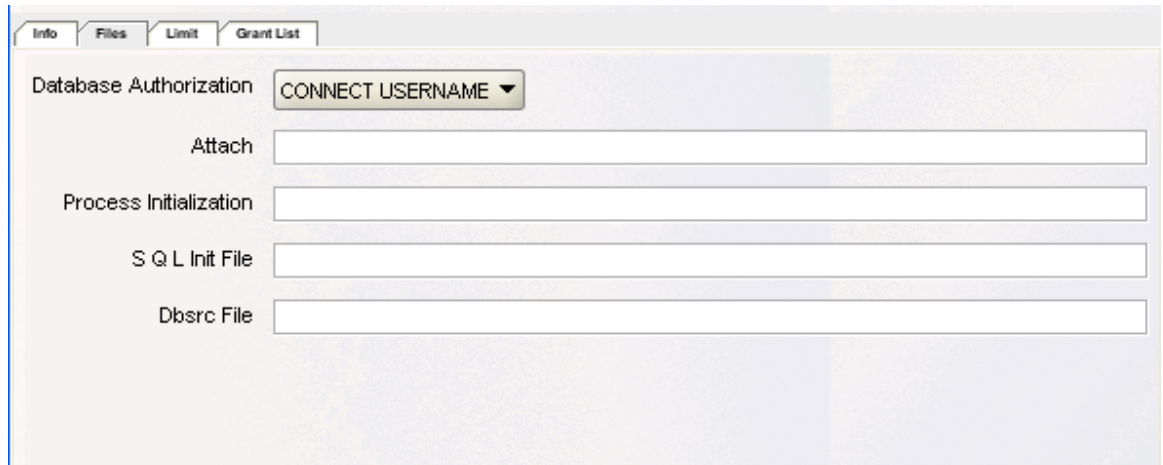 Info Files Limit Grant List
Database Authorization CONNECT USERNAME
Attach
Process Initialization
S Q L Init File
Dbsrc File